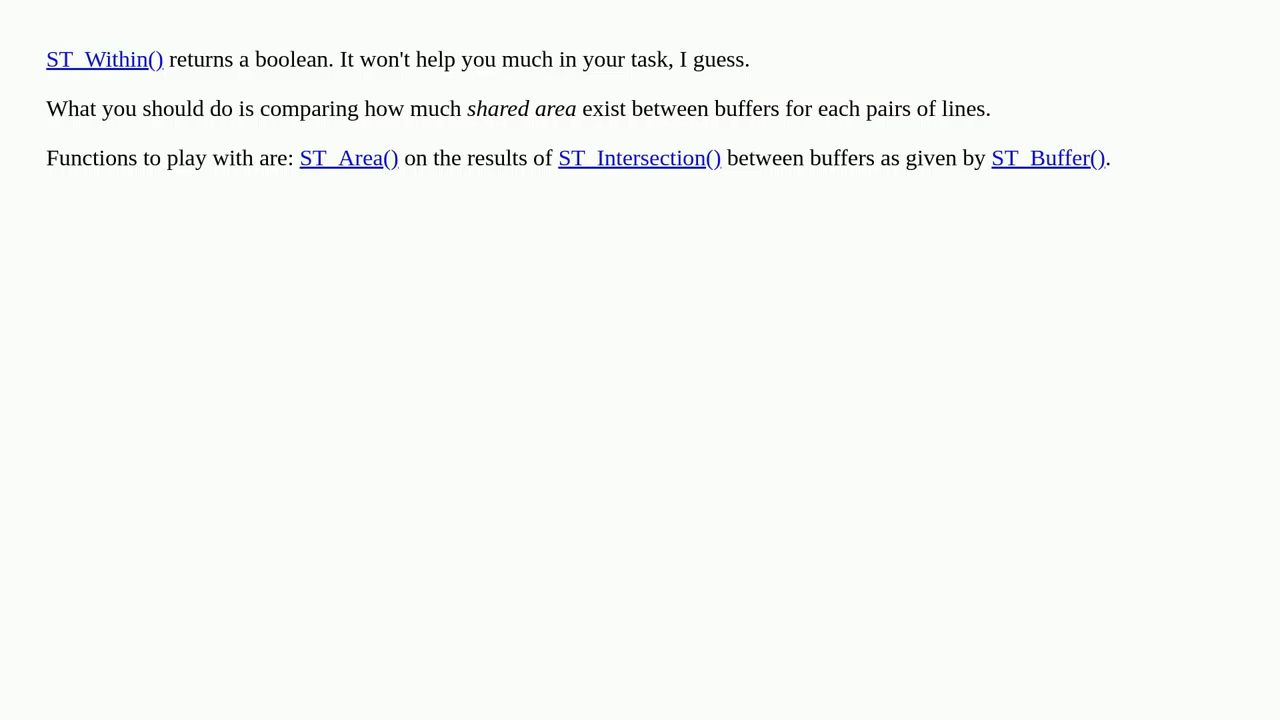 ST_Within() returns a boolean. It won't help you much in your task, I guess.
What you should do is comparing how much shared area exist between buffers for each pairs of lines.
Functions to play with are: ST_Area() on the results of ST_Intersection() between buffers as given by ST_Buffer().